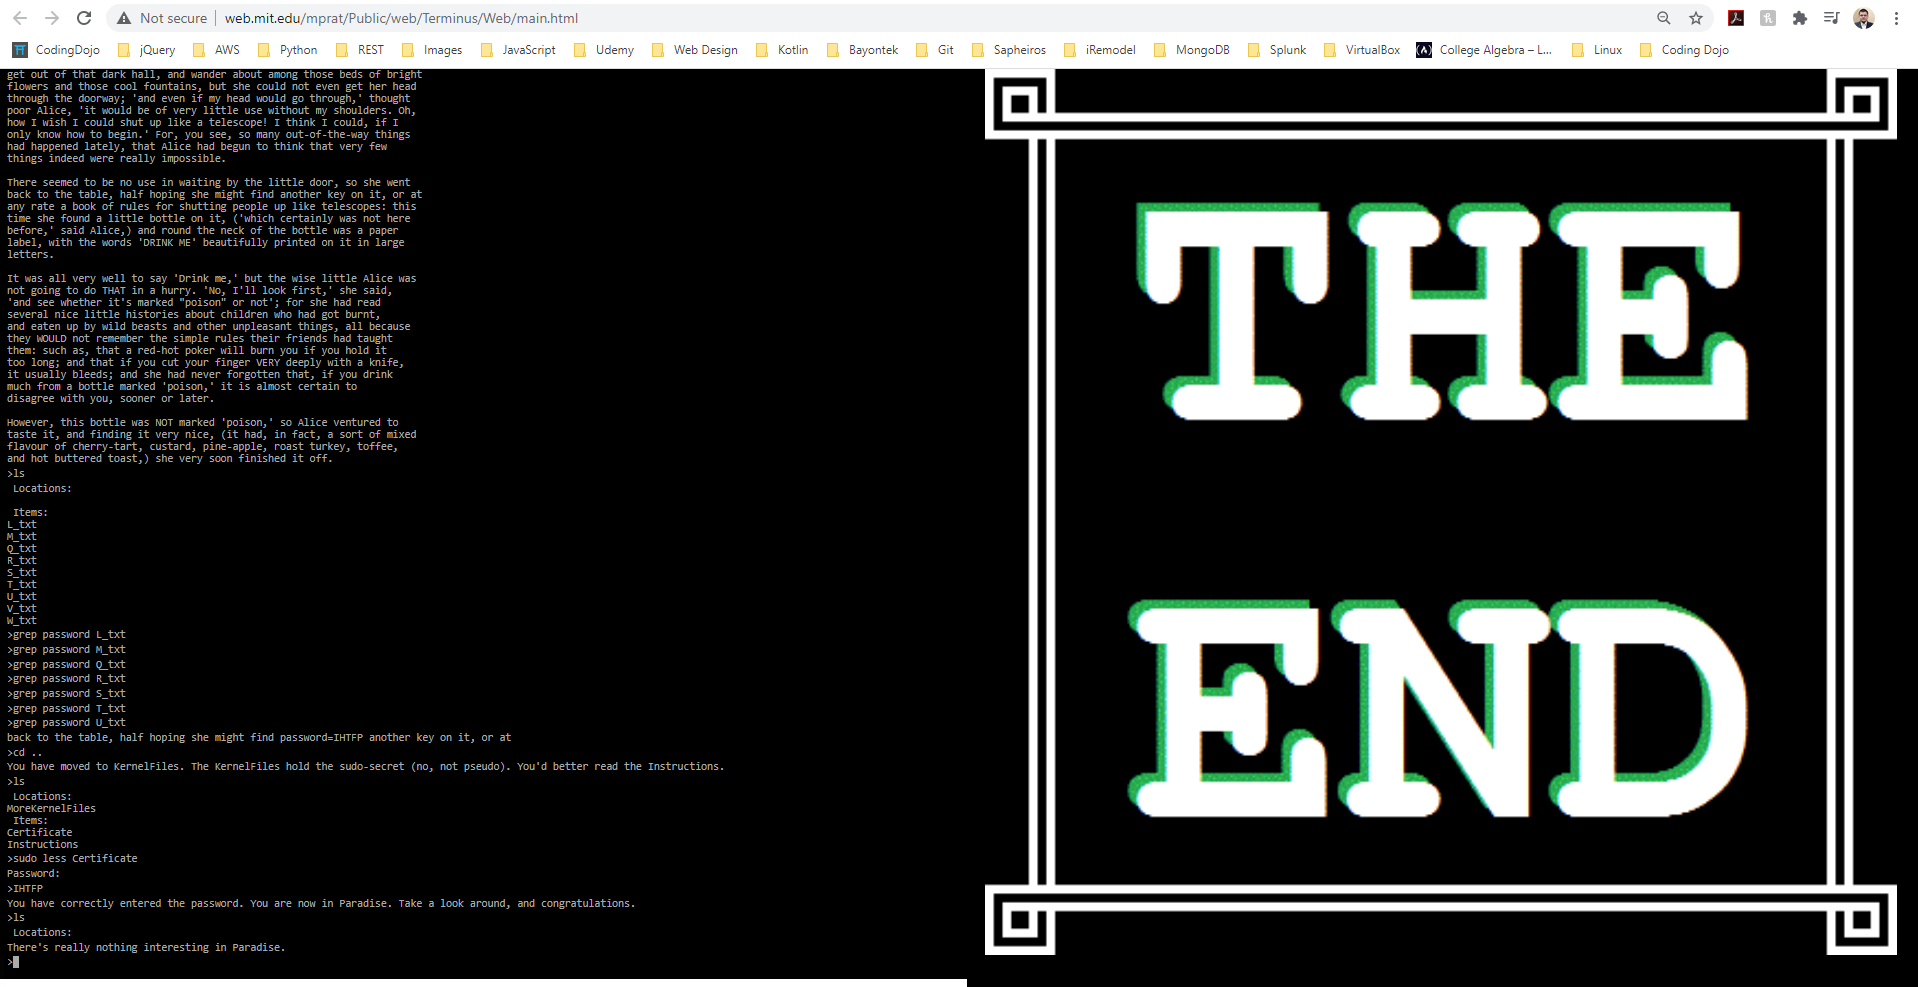 Not secure
web.mit.edu/mprat/Public/web/Terminus/Web/main.html
CodingDojo jQuery AWS Python REST Images JavaScript Udemy Web Design Kotlin Bayontek Git Sapheiros iRemodel MongoDB Splunk VirtualBox College Algebra – L... Linux Coding Dojo
get out of that dark hall, and wander about among those beds of bright
flowers and those cool fountains, but she could not even get her head
through the doorway; 'and even if my head would go through,' thought
poor Alice, 'it would be of very little use without my shoulders. Oh,
how I wish I could shut up like a telescope! I think I could, if I
only know how to begin.' For, you see, so many out-of-the-way things
had happened lately, that Alice had begun to think that very few
things indeed were really impossible.
There seemed to be no use in waiting by the little door, so she went
back to the table, half hoping she might find another key on it, or at
any rate a book of rules for shutting people up like telescopes: this
time she found a little bottle on it, ('which certainly was not here
before,' said Alice,) and round the neck of the bottle was a paper
label, with the words 'DRINK ME' beautifully printed on it in large
letters.
It was all very well to say 'Drink me,' but the wise little Alice was
not going to do THAT in a hurry. 'No, I'll look first,' she said,
'and see whether it's marked "poison" or not'; for she had read
several nice little histories about children who had got burnt,
and eaten up by wild beasts and other unpleasant things, all because
they WOULD not remember the simple rules their friends had taught
them: such as, that a red-hot poker will burn you if you hold it
too long; and that if you cut your finger VERY deeply with a knife,
it usually bleeds; and she had never forgotten that, if you drink
much from a bottle marked 'poison,' it is almost certain to
disagree with you, sooner or later.
However, this bottle was NOT marked 'poison,' so Alice ventured to
taste it, and finding it very nice, (it had, in fact, a sort of mixed
flavour of cherry-tart, custard, pine-apple, roast turkey, toffee,
and hot buttered toast,) she very soon finished it off.
>ls
Locations:
Items:
L_txt
M_txt
Q_txt
R_txt
S_txt
T_txt
U_txt
V_txt
W_txt
>grep password L_txt
>grep password M_txt
>grep password Q_txt
>grep password R_txt
>grep password S_txt
>grep password T_txt
>grep password U_txt
back to the table, half hoping she might find password=IHTFP another key on it, or at
>cd ..
You have moved to KernelFiles. The KernelFiles hold the sudo-secret (no, not pseudo). You'd better read the Instructions.
>ls
Locations:
MoreKernelFiles
Items:
Certificate
Instructions
>sudo less Certificate
Password:
>IHTFP
You have correctly entered the password. You are now in Paradise. Take a look around, and congratulations.
>ls
Locations:
There's really nothing interesting in Paradise.
>
THE
END